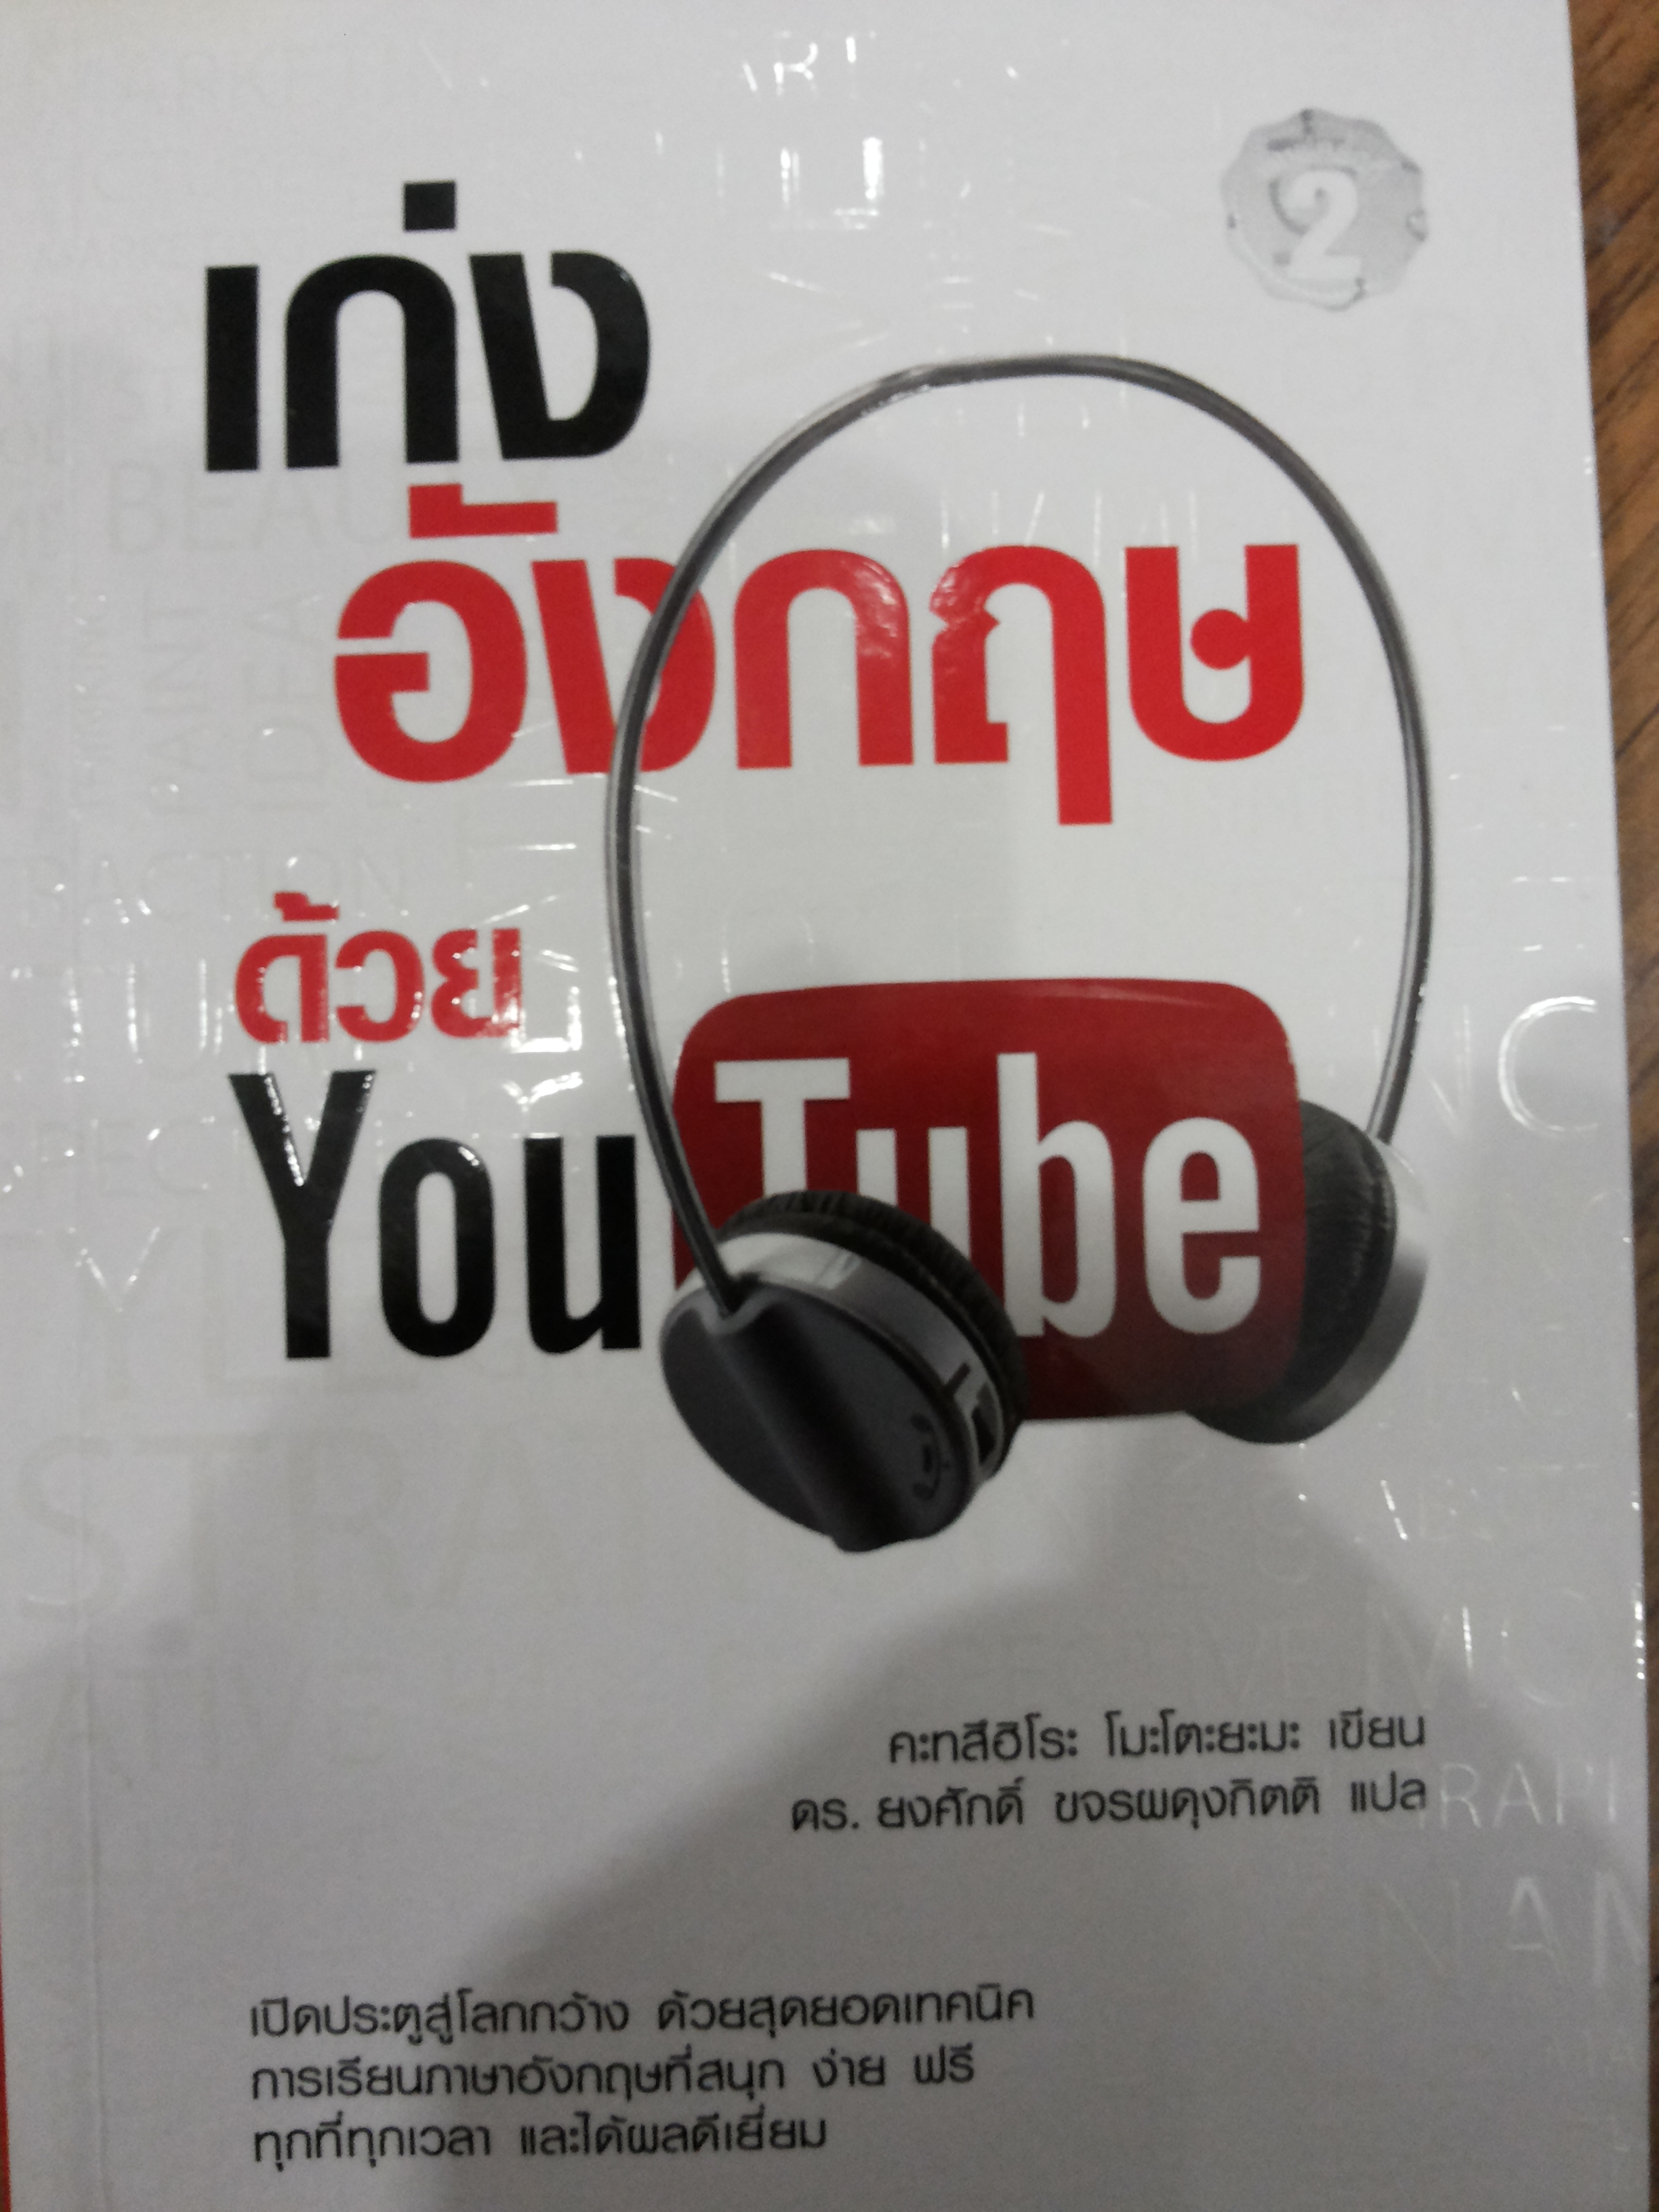 2
เก่ง
อังกฤษ
ด้วย
YouTube
คะทสึฮิโระ โมะโตะยะมะ เขียน
ดร. ยงศักดิ์ ขจรผดุงกิตติ แปล
เปิดประตูสู่โลกกว้าง ด้วยสุดยอดเทคนิค
การเรียนภาษาอังกฤษที่สนุก ง่าย ฟรี
ทุกที่ทุกเวลา และได้ผลดีเยี่ยม